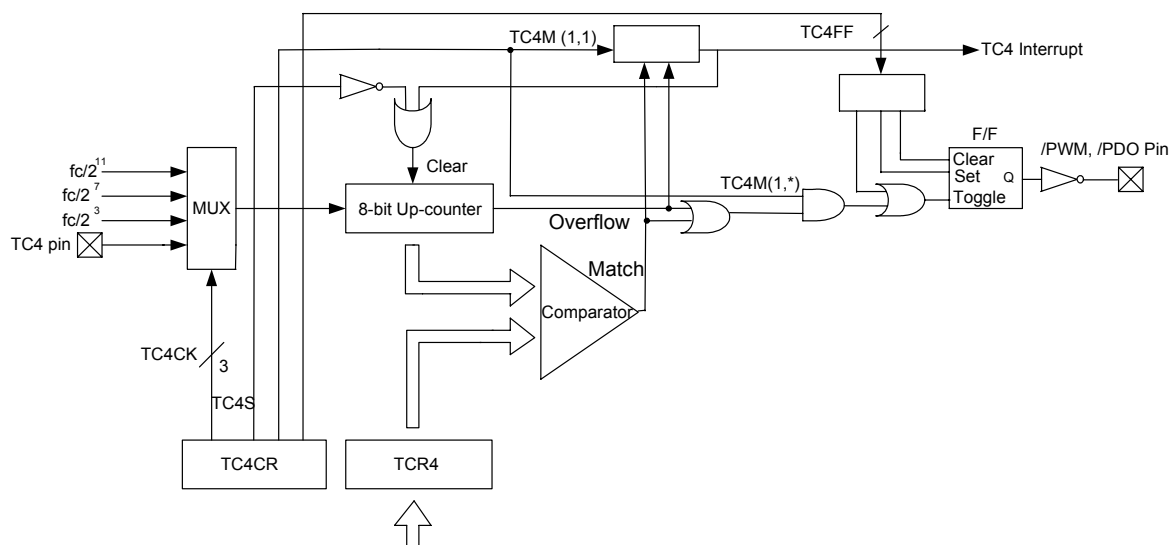 TC4M (1,1)
TC4FF
TC4 Interrupt
fc/2^11
fc/2^7
fc/2^3
TC4 pin
MUX
Clear
8-bit Up-counter
Overflow
TC4M(1,*)
F/F
Clear
Set
Q
Toggle
/PWM, /PDO Pin
Match
Comparator
TC4CK
3
TC4S
TC4CR
TCR4